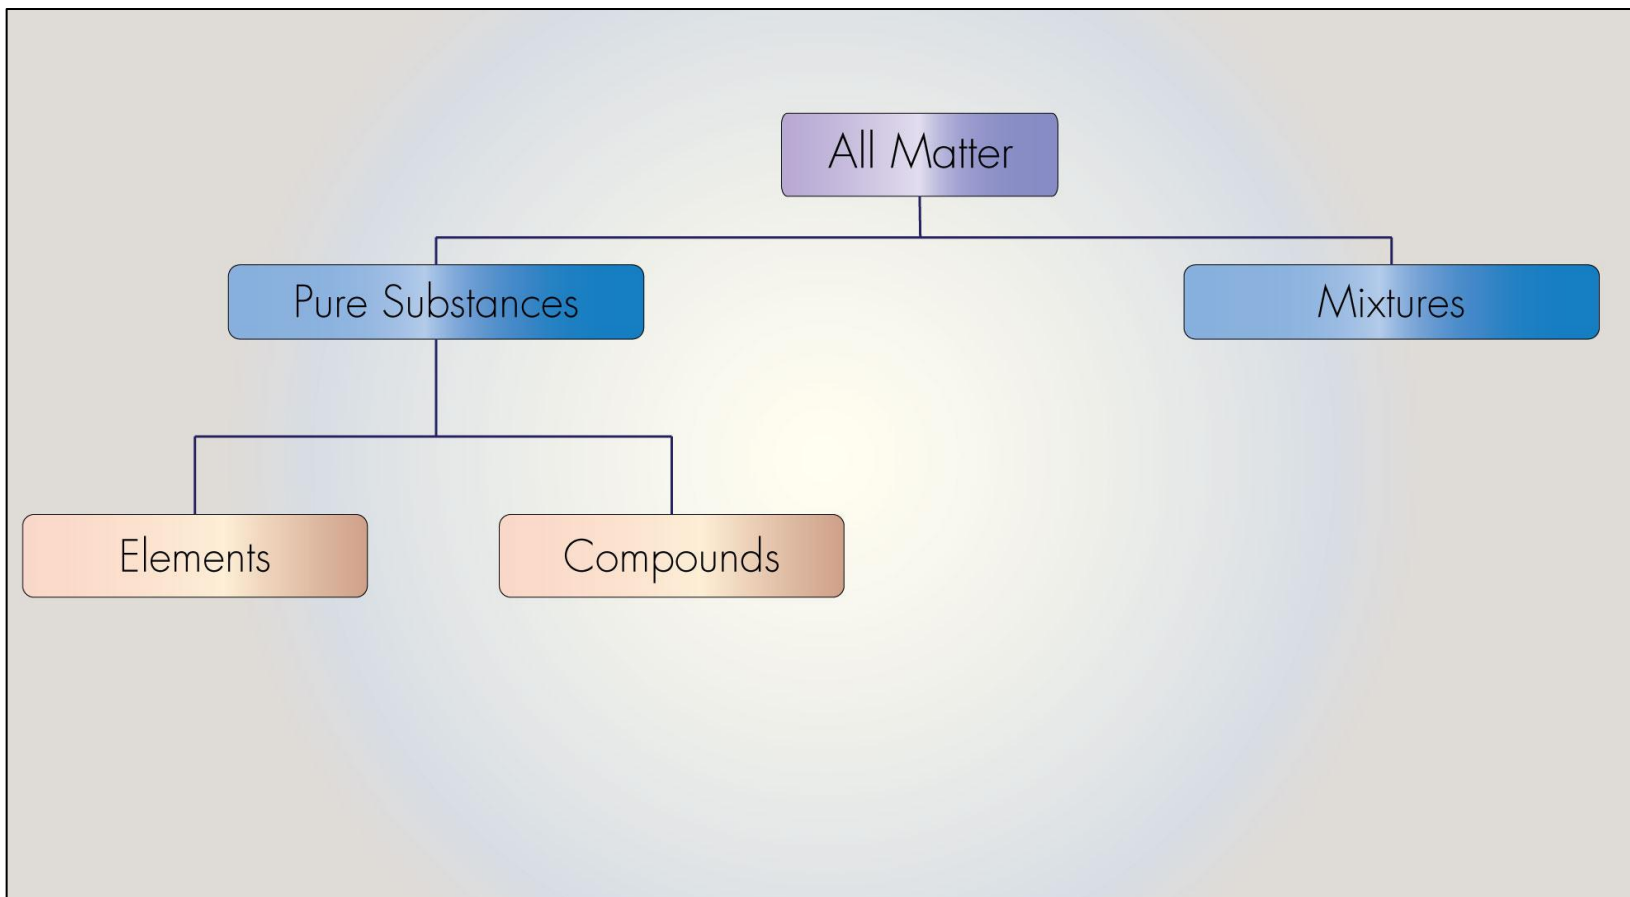 All Matter
Pure Substances
Mixtures
Elements
Compounds